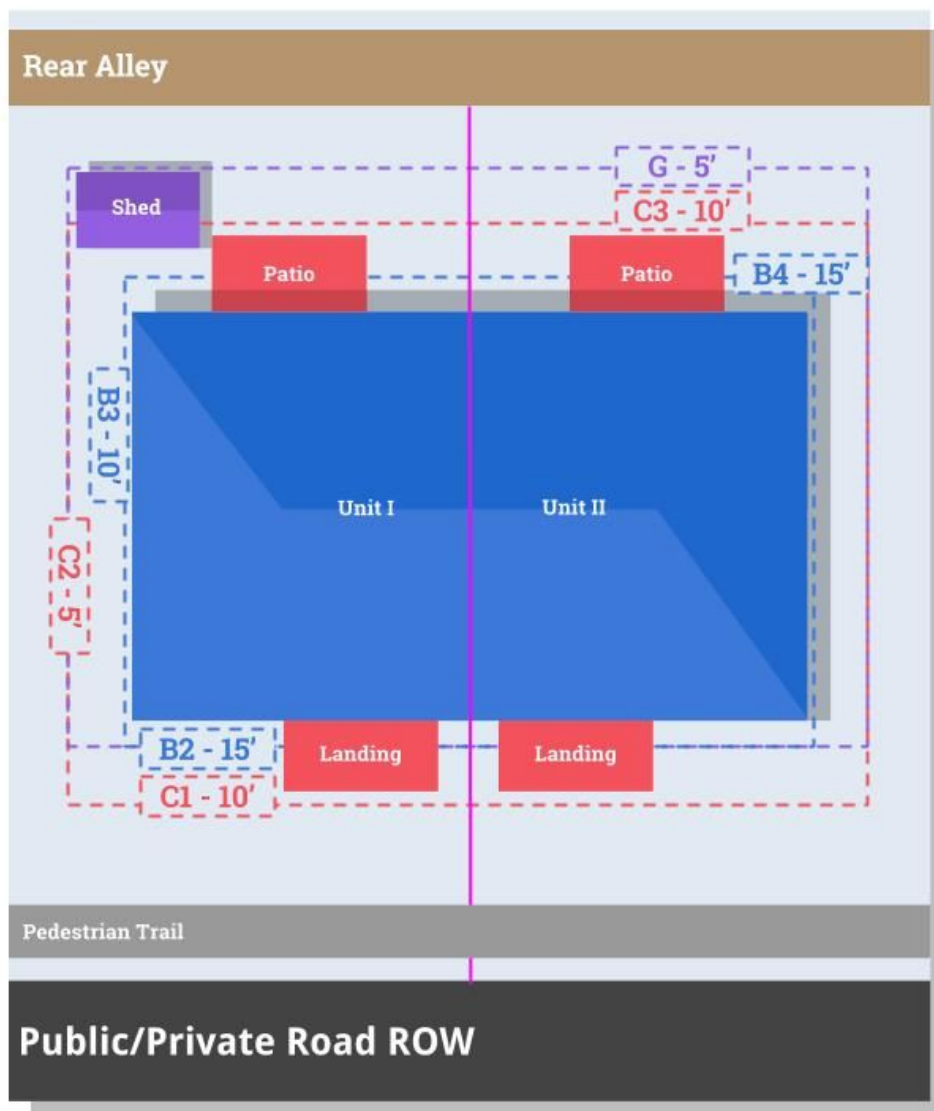 Rear Alley
G - 5'
Shed
C3 - 10'
Patio
Patio
B4 - 15'
B3 - 10'
Unit I
Unit II
C2 - 5'
B2 - 15'
Landing
Landing
C1 - 10'
Pedestrian Trail
Public/Private Road ROW